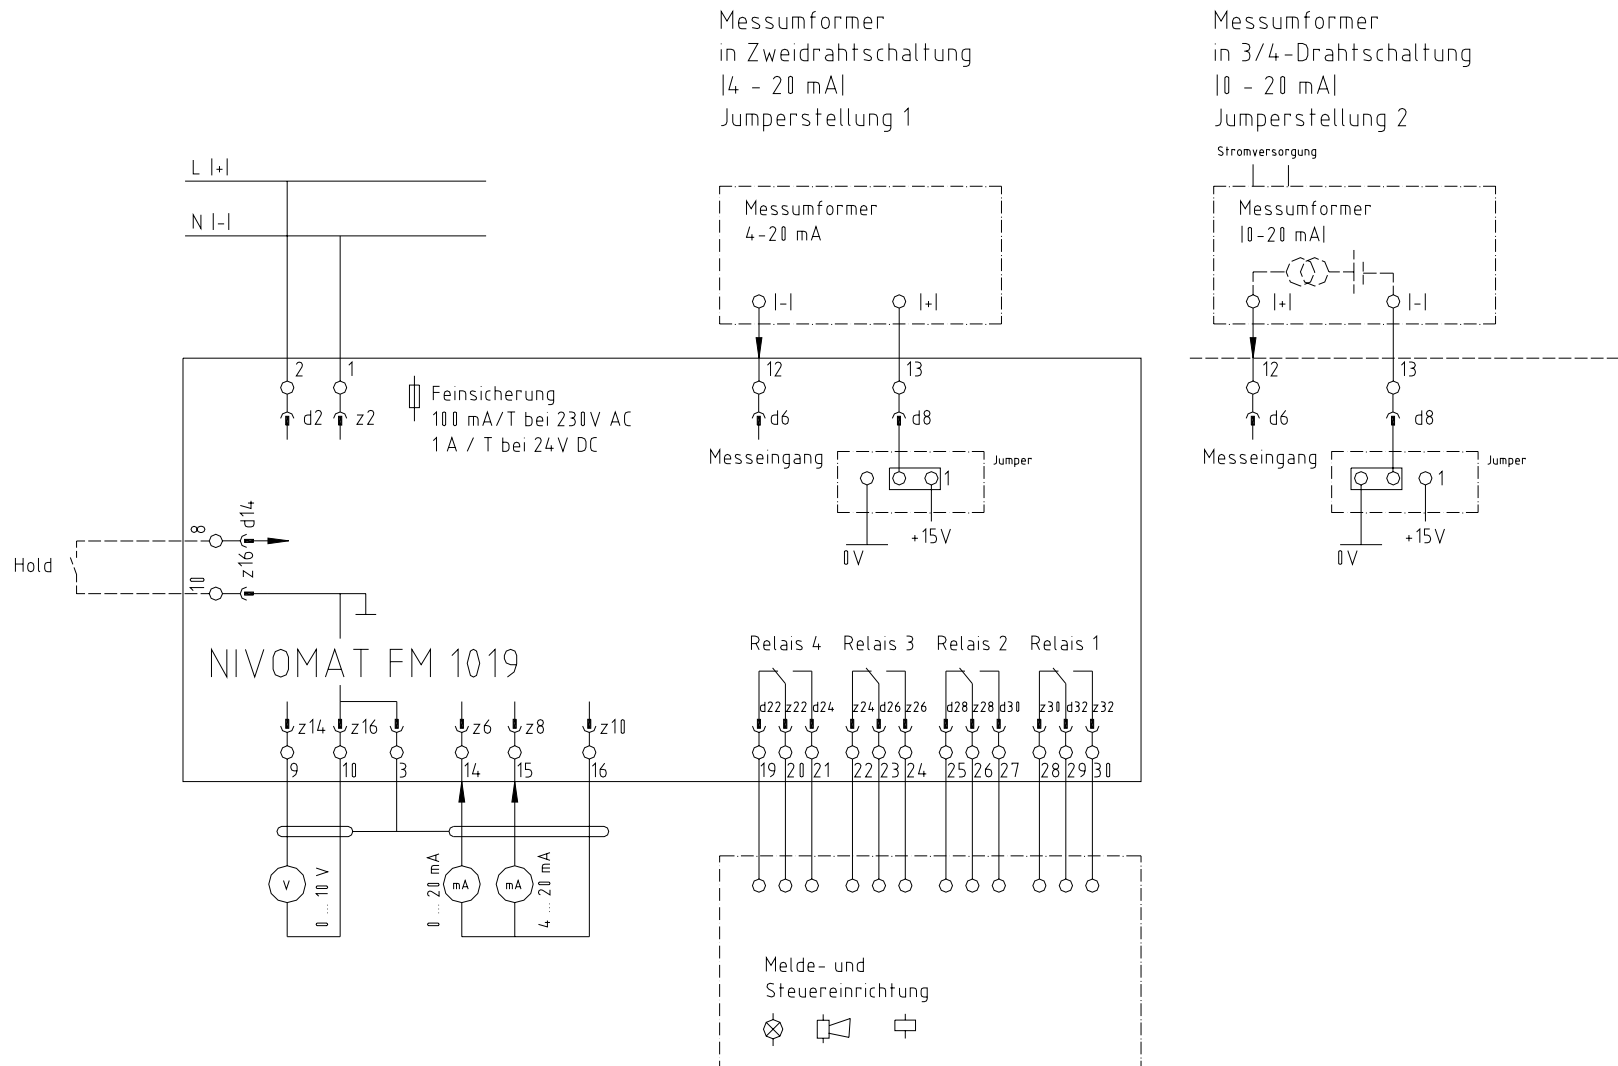 Messumformer
in Zweidrahtschaltung
|4 - 20 mA|
Jumperstellung 1
Messumformer
in 3/4-Drahtschaltung
|0 - 20 mA|
Jumperstellung 2
Stromversorgung
L |+|
N |-|
Messumformer
4-20 mA
|-| |+|
Messumformer
|0-20 mA|
|+| |-|
2 1
d2 z2
Feinsicherung
100 mA/T bei 230V AC
1 A / T bei 24V DC
12 13
d6 d8
Messeingang
Jumper
1
+15V
0V
12 13
d6 d8
Messeingang
Jumper
1
+15V
0V
Hold
8 d14
10 z16
NIVOMAT FM 1019
Relais 4 Relais 3 Relais 2 Relais 1
d22 z22 d24 z24 d26 z26 d28 z28 d30 z30 d32 z32
z14 z16 z6 z8 z10
9 10 3 14 15 16
19 20 21 22 23 24 25 26 27 28 29 30
V
0 ... 10 V
0 ... 20 mA
mA
mA
4 ... 20 mA
Melde- und
Steuereinrichtung